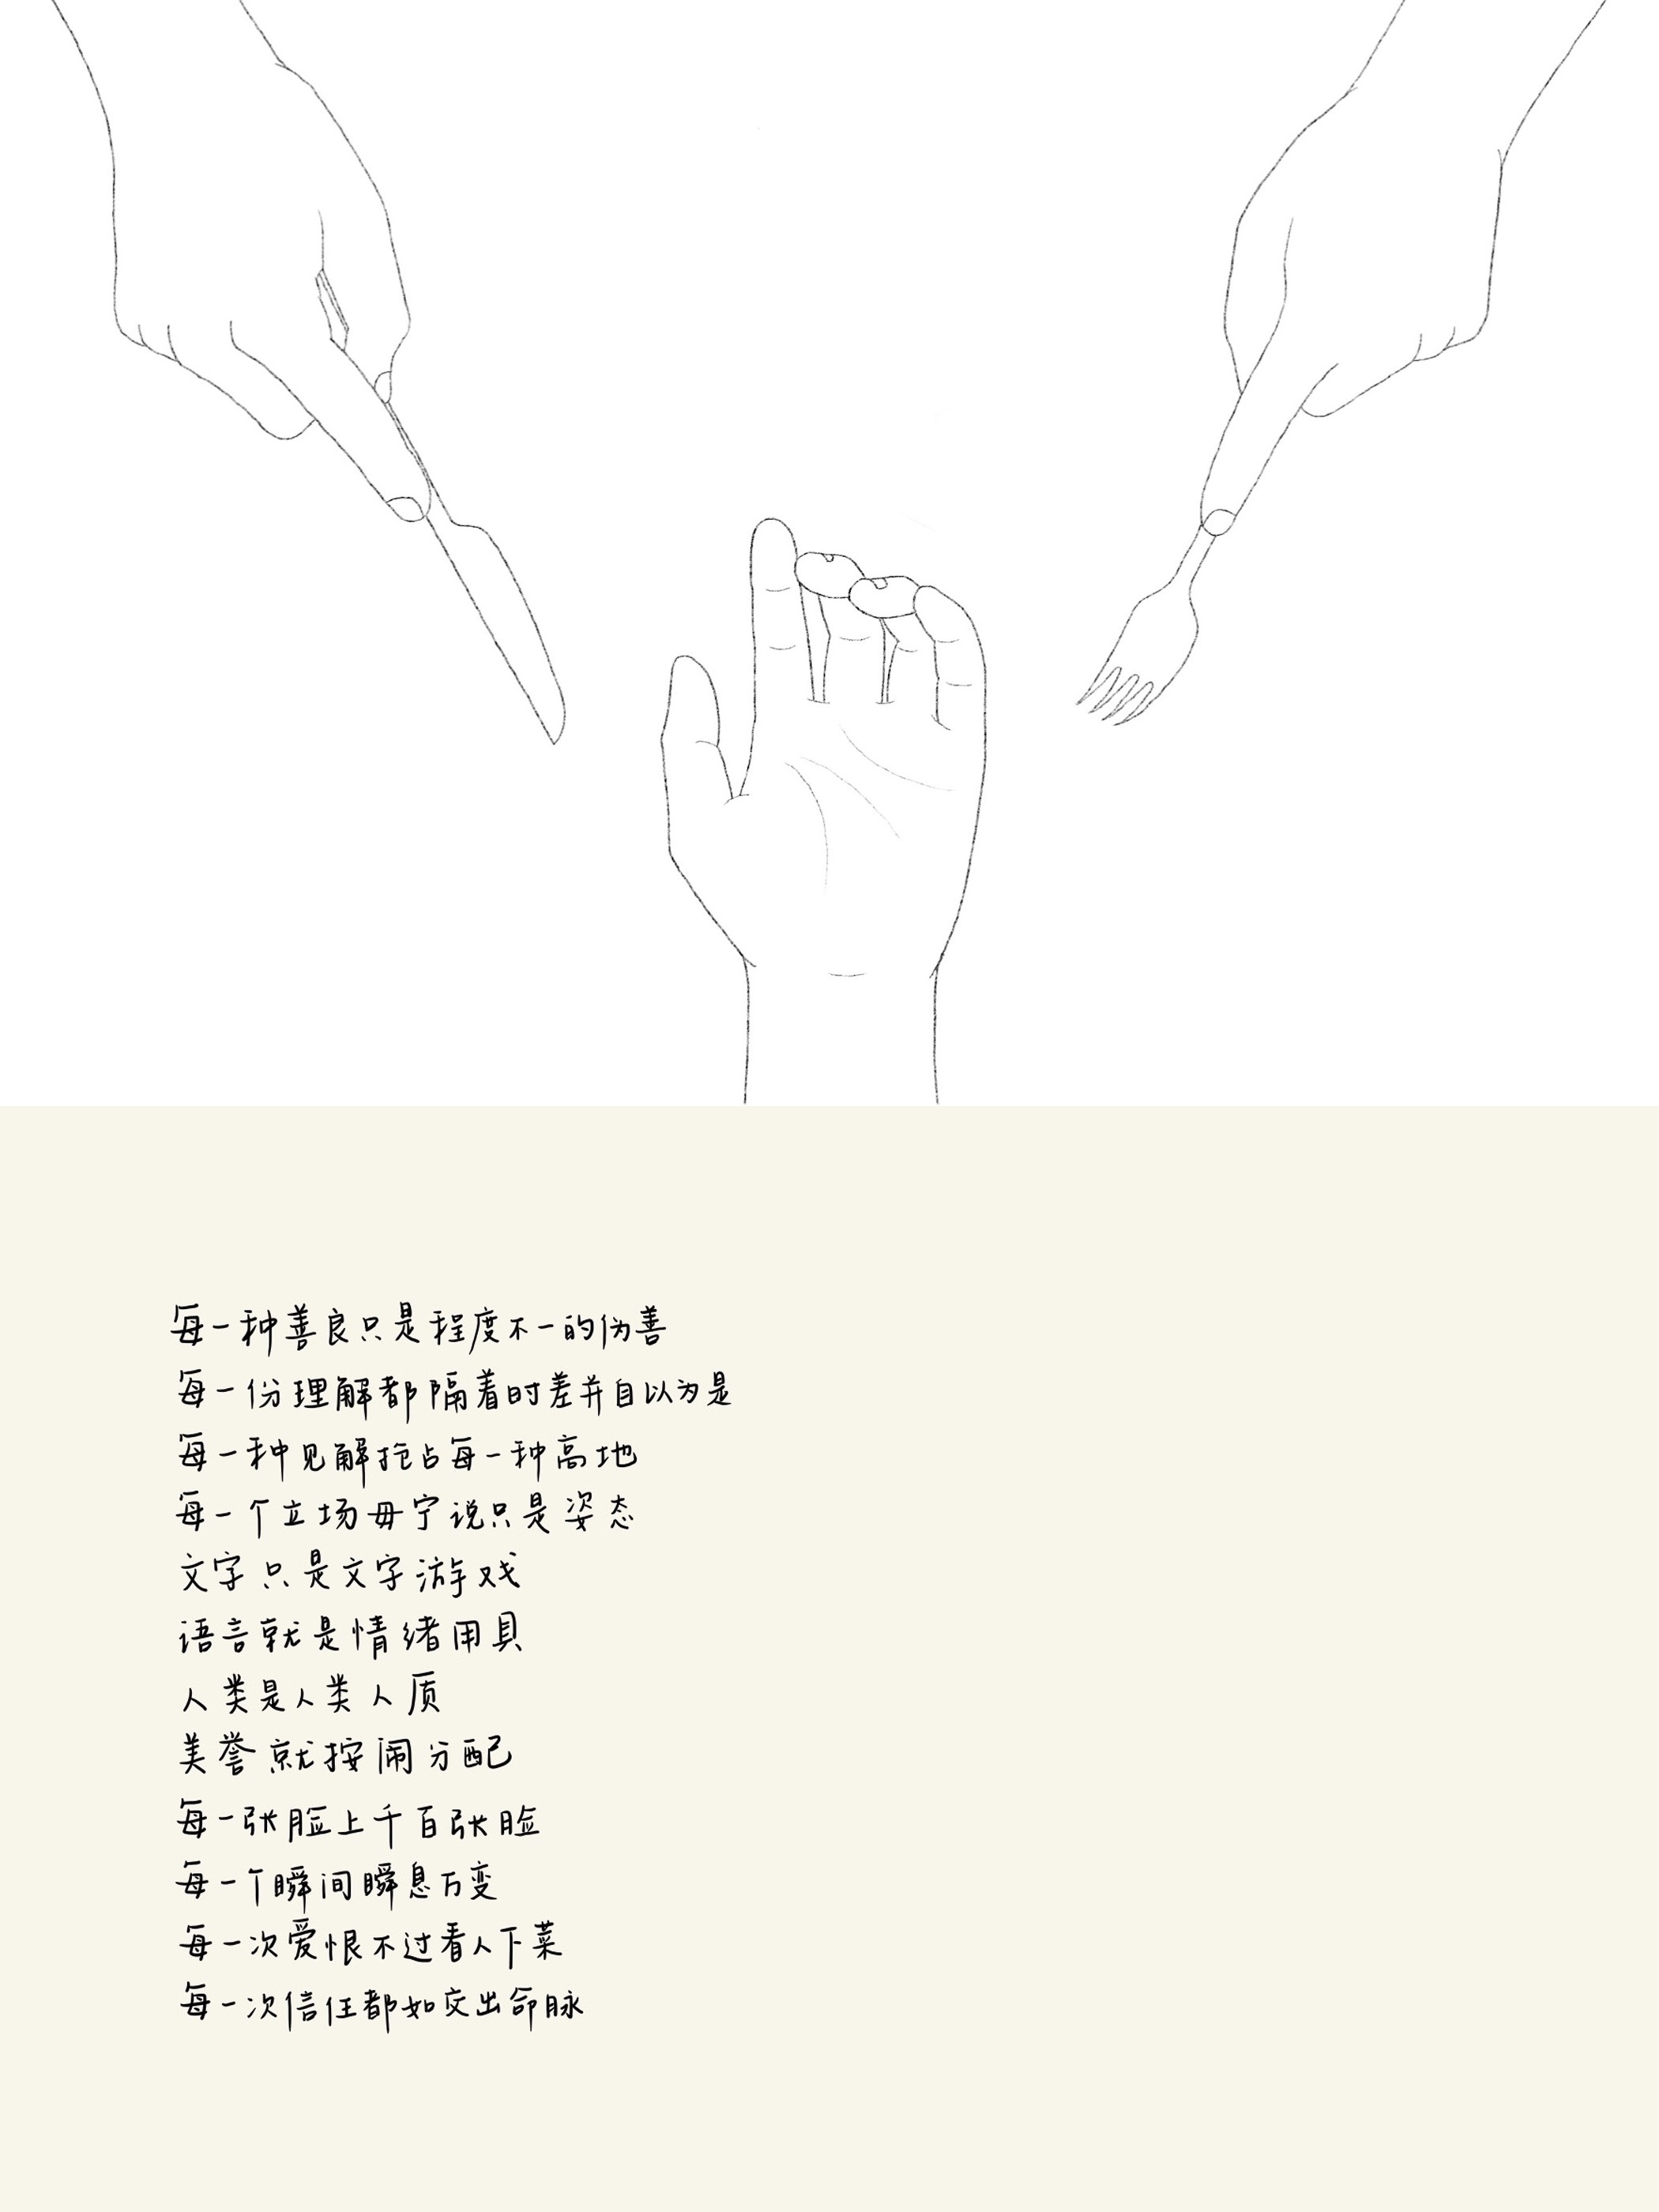 每一种善良只是程度不一的伪善
每一份理解都隔着时差并自以为是
每一种见解抢占每一种高地
每一个立场毋宁说只是姿态
文字只是文字游戏
语言就是情绪用具
人类是人类人质
美誉就按闹分配
每一张脸上千百张脸
每一个瞬间瞬息万变
每一次爱恨不过看人下菜
每一次信任都如交出命脉